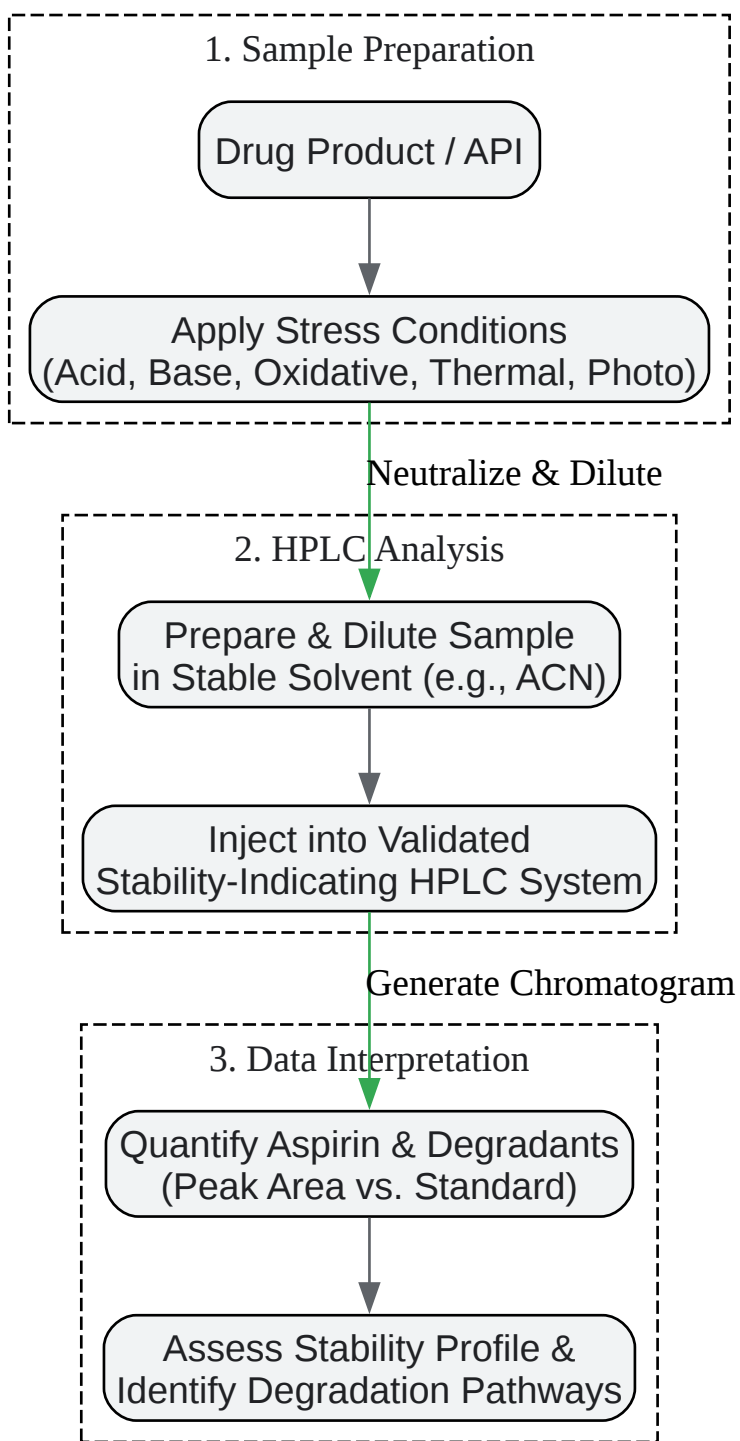 1. Sample Preparation
Drug Product / API
Apply Stress Conditions
(Acid, Base, Oxidative, Thermal, Photo)
Neutralize & Dilute
2. HPLC Analysis
Prepare & Dilute Sample
in Stable Solvent (e.g., ACN)
Inject into Validated
Stability-Indicating HPLC System
Generate Chromatogram
3. Data Interpretation
Quantify Aspirin & Degradants
(Peak Area vs. Standard)
Assess Stability Profile &
Identify Degradation Pathways